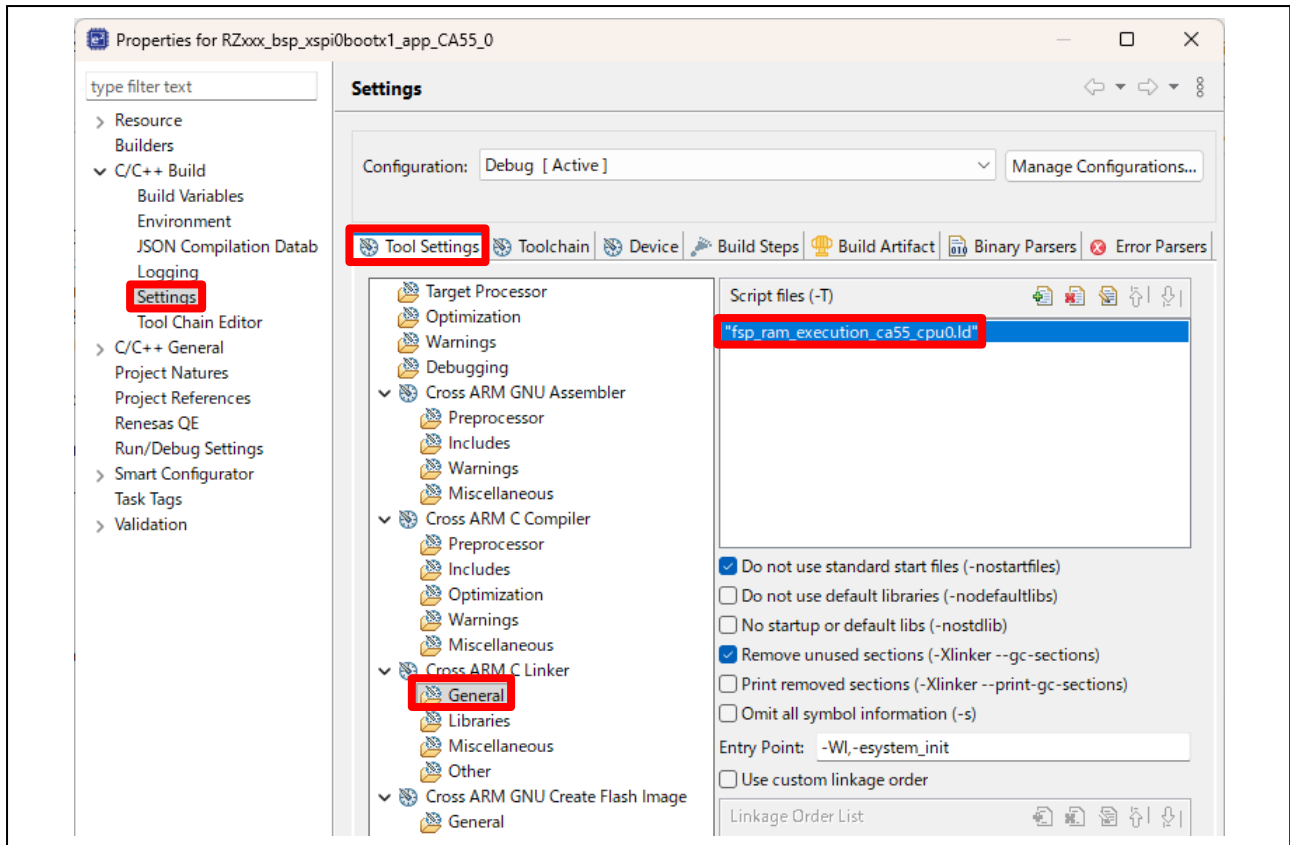 Properties for RZxxx_bsp_xspi0bootx1_app_CA55_0
type filter text
Resource
Builders
C/C++ Build
Build Variables
Environment
JSON Compilation Datab
Logging
Settings
Tool Chain Editor
C/C++ General
Project Natures
Project References
Renesas QE
Run/Debug Settings
Smart Configurator
Task Tags
Validation
Settings
Configuration: Debug [ Active ]
Manage Configurations...
Tool Settings Toolchain Device Build Steps Build Artifact Binary Parsers Error Parsers
Target Processor
Optimization
Warnings
Debugging
Cross ARM GNU Assembler
Preprocessor
Includes
Warnings
Miscellaneous
Cross ARM C Compiler
Preprocessor
Includes
Optimization
Warnings
Miscellaneous
Cross ARM C Linker
General
Libraries
Miscellaneous
Other
Cross ARM GNU Create Flash Image
General
Script files (-T)
"fsp_ram_execution_ca55_cpu0.ld"
Do not use standard start files (-nostartfiles)
Do not use default libraries (-nodefaultlibs)
No startup or default libs (-nostdlib)
Remove unused sections (-Xlinker --gc-sections)
Print removed sections (-Xlinker --print-gc-sections)
Omit all symbol information (-s)
Entry Point: -Wl,-esystem_init
Use custom linkage order
Linkage Order List